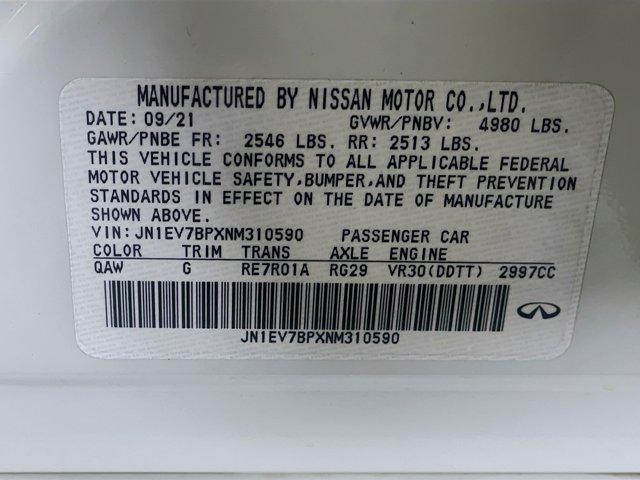 MANUFACTURED BY NISSAN MOTOR CO.,LTD.
DATE: 09/21 GVWR/PNBV: 4980 LBS.
GAWR/PNBE FR: 2546 LBS. RR: 2513 LBS.
THIS VEHICLE CONFORMS TO ALL APPLICABLE FEDERAL
MOTOR VEHICLE SAFETY,BUMPER,AND THEFT PREVENTION
STANDARDS IN EFFECT ON THE DATE OF MANUFACTURE
SHOWN ABOVE.
VIN: JN1EV7BPXNM310590 PASSENGER CAR
COLOR TRIM TRANS AXLE ENGINE
QAW G RE7R01A RG29 VR30(DDTT) 2997CC
JN1EV7BPXNM310590